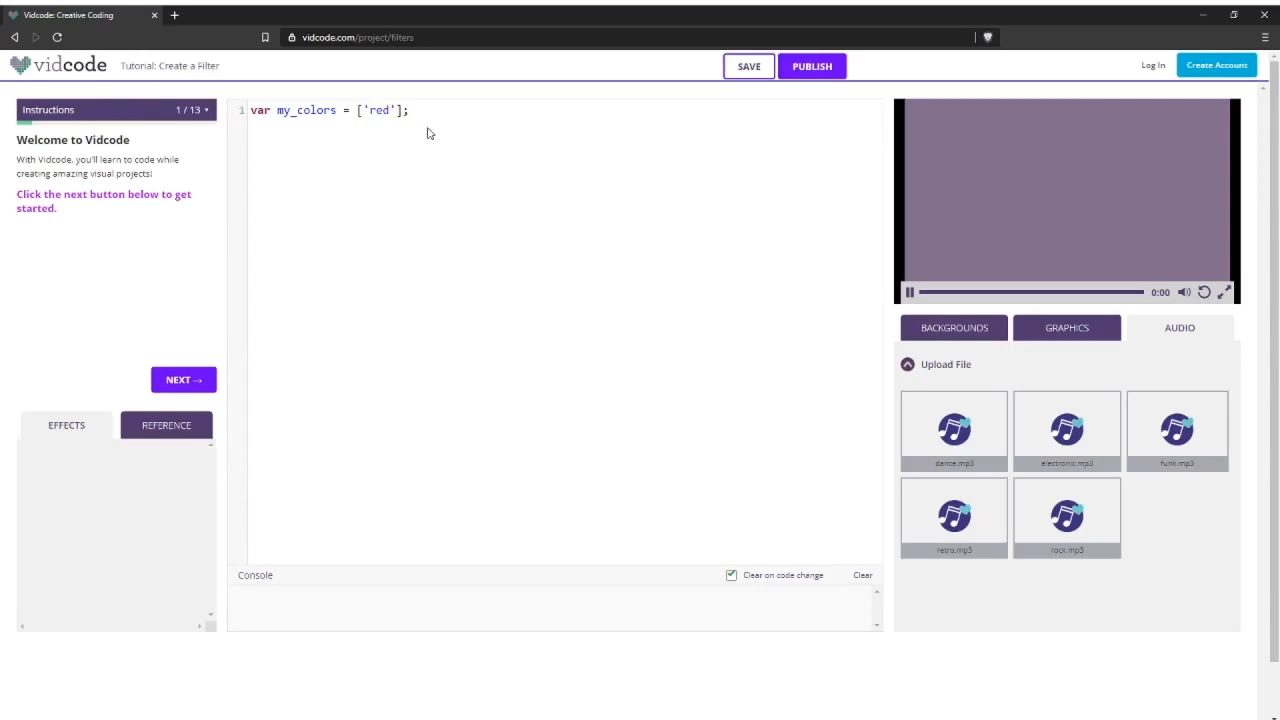 Vidcode: Creative Coding
vidcode.com/project/filters
vidcode
Tutorial: Create a Filter
SAVE
PUBLISH
Log In
Create Account
Instructions
1 / 13
Welcome to Vidcode
With Vidcode, you'll learn to code while
creating amazing visual projects!
Click the next button below to get
started.
NEXT →
EFFECTS
REFERENCE
1 var my_colors = ['red'];
Console
Clear on code change
Clear
0:00
BACKGROUNDS
GRAPHICS
AUDIO
Upload File
dance.mp3
electronic.mp3
funk.mp3
retro.mp3
rock.mp3